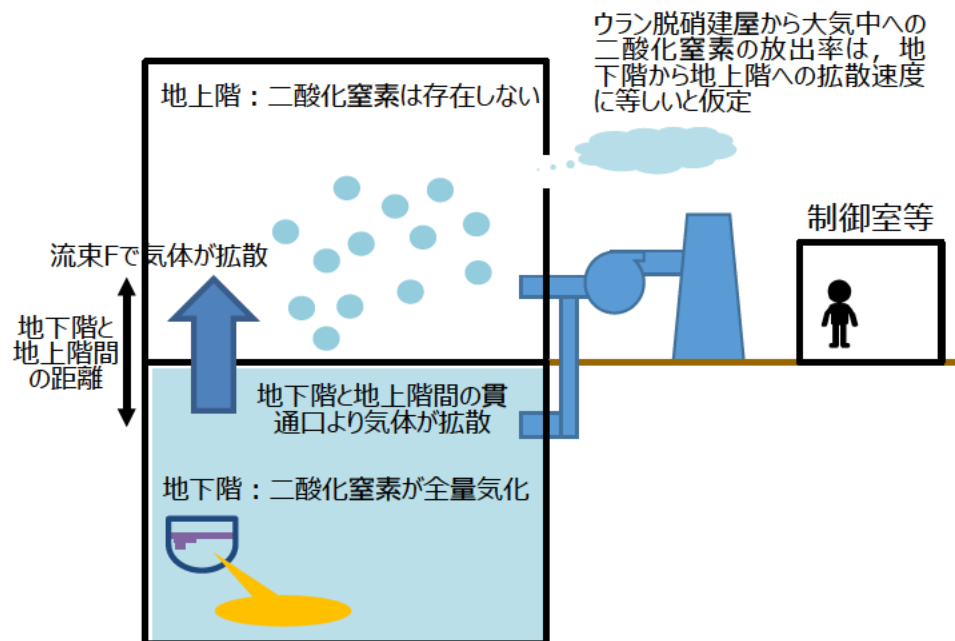 ウラン脱硝建屋から大気中への
二酸化窒素の放出率は，地
下階から地上階への拡散速度
に等しいと仮定
地上階：二酸化窒素は存在しない
制御室等
流束Fで気体が拡散
地下階と
地上階間
の距離
地下階と地上階間の貫
通口より気体が拡散
地下階：二酸化窒素が全量気化